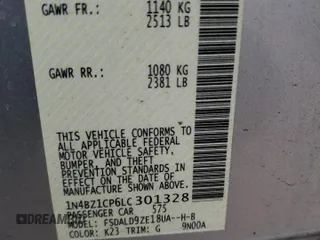 GAWR FR.: 1140 KG
2513 LB
GAWR RR.: 1080 KG
2381 LB
THIS VEHICLE CONFORMS TO
ALL APPLICABLE FEDERAL
MOTOR VEHICLE SAFETY,
BUMPER, AND THEFT
PREVENTION STANDARDS
IN EFFECT ON THE DATE OF
MANUFACTURE SHOWN
ABOVE.
1N4BZ1CP6LC301328
PASSENGER CAR 575
MODEL: FSDALD9ZE18UA--H-B
COLOR: K23 TRIM: G 9N00A